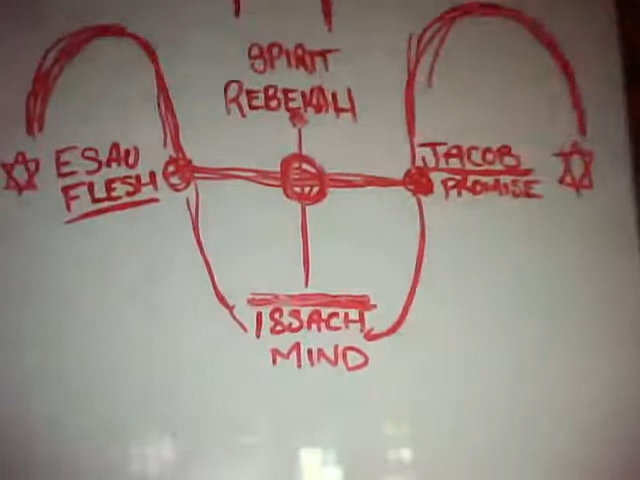 SPIRIT
REBEKAH
ESAU
FLESH
JACOB
PROMISE
ISSACH
MIND